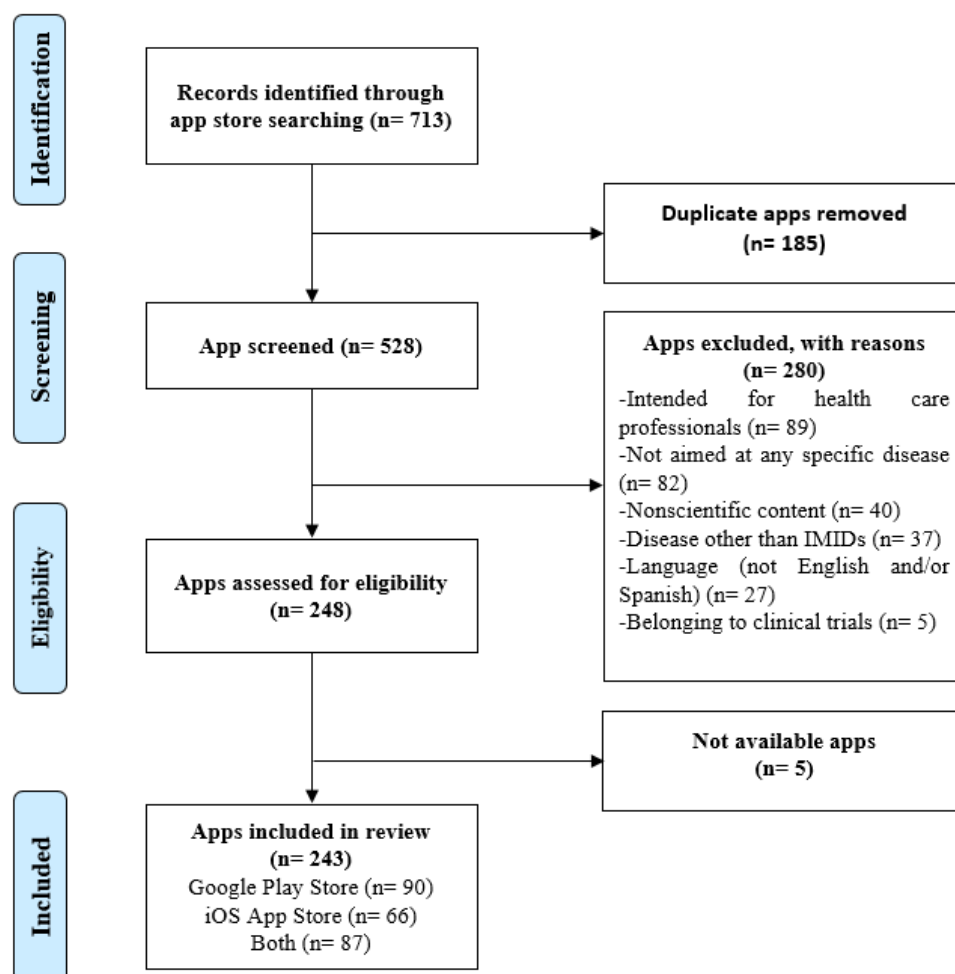 Identification
Records identified through
app store searching (n= 713)
Duplicate apps removed
(n= 185)
Screening
App screened (n= 528)
Apps excluded, with reasons
(n= 280)
-Intended for health care
professionals (n= 89)
-Not aimed at any specific disease
(n= 82)
-Nonscientific content (n= 40)
-Disease other than IMIDs (n= 37)
-Language (not English and/or
Spanish) (n= 27)
-Belonging to clinical trials (n= 5)
Eligibility
Apps assessed for eligibility
(n= 248)
Not available apps
(n= 5)
Included
Apps included in review
(n= 243)
Google Play Store (n= 90)
iOS App Store (n= 66)
Both (n= 87)